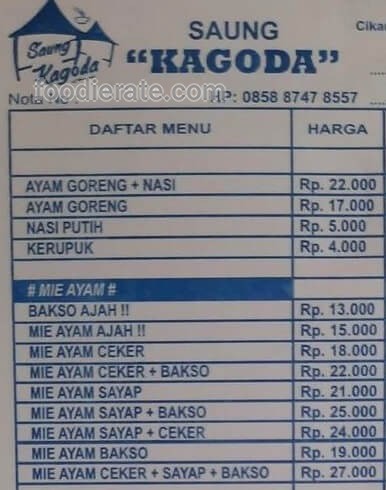 Saung
Kagoda
SAUNG
"KAGODA"
Cika
Nota No :
HP: 0858 8747 8557
foodierate.com
DAFTAR MENU HARGA
AYAM GORENG + NASI Rp. 22.000
AYAM GORENG Rp. 17.000
NASI PUTIH Rp. 5.000
KERUPUK Rp. 4.000
# MIE AYAM #
BAKSO AJAH !! Rp. 13.000
MIE AYAM AJAH !! Rp. 15.000
MIE AYAM CEKER Rp. 18.000
MIE AYAM CEKER + BAKSO Rp. 22.000
MIE AYAM SAYAP Rp. 21.000
MIE AYAM SAYAP + BAKSO Rp. 25.000
MIE AYAM SAYAP + CEKER Rp. 24.000
MIE AYAM BAKSO Rp. 19.000
MIE AYAM CEKER + SAYAP + BAKSO Rp. 27.000